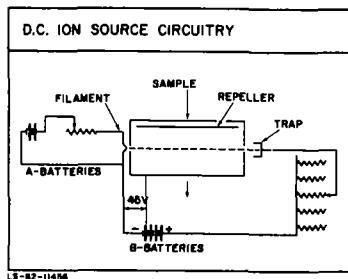 D.C. ION SOURCE CIRCUITRY
SAMPLE
FILAMENT
REPELLER
TRAP
A-BATTERIES
45V
- +
B-BATTERIES